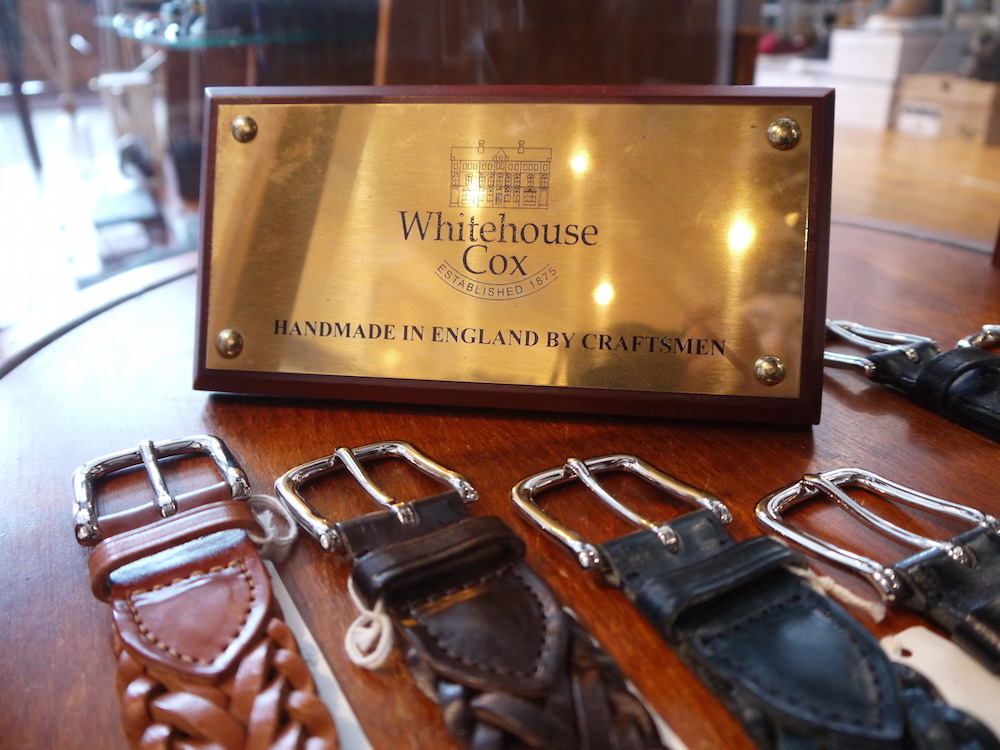 Whitehouse
Cox
ESTABLISHED 1875
HANDMADE IN ENGLAND BY CRAFTSMEN